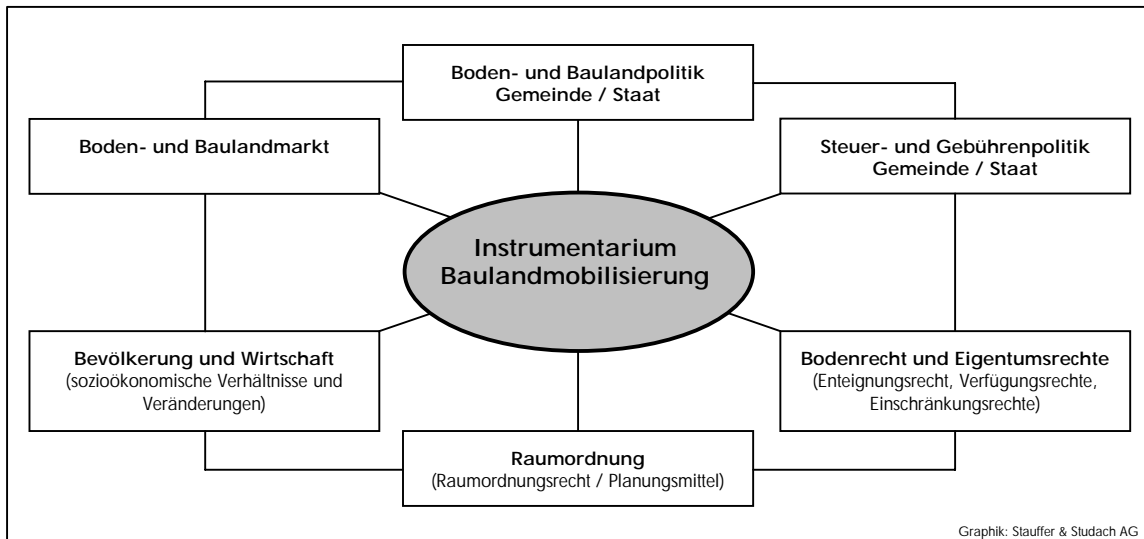 Boden- und Baulandpolitik
Gemeinde / Staat
Boden- und Baulandmarkt
Steuer- und Gebührenpolitik
Gemeinde / Staat
Instrumentarium
Baulandmobilisierung
Bevölkerung und Wirtschaft
(sozioökonomische Verhältnisse und
Veränderungen)
Bodenrecht und Eigentumsrechte
(Enteignungsrecht, Verfügungsrechte,
Einschränkungsrechte)
Raumordnung
(Raumordnungsrecht / Planungsmittel)
Graphik: Stauffer & Studach AG